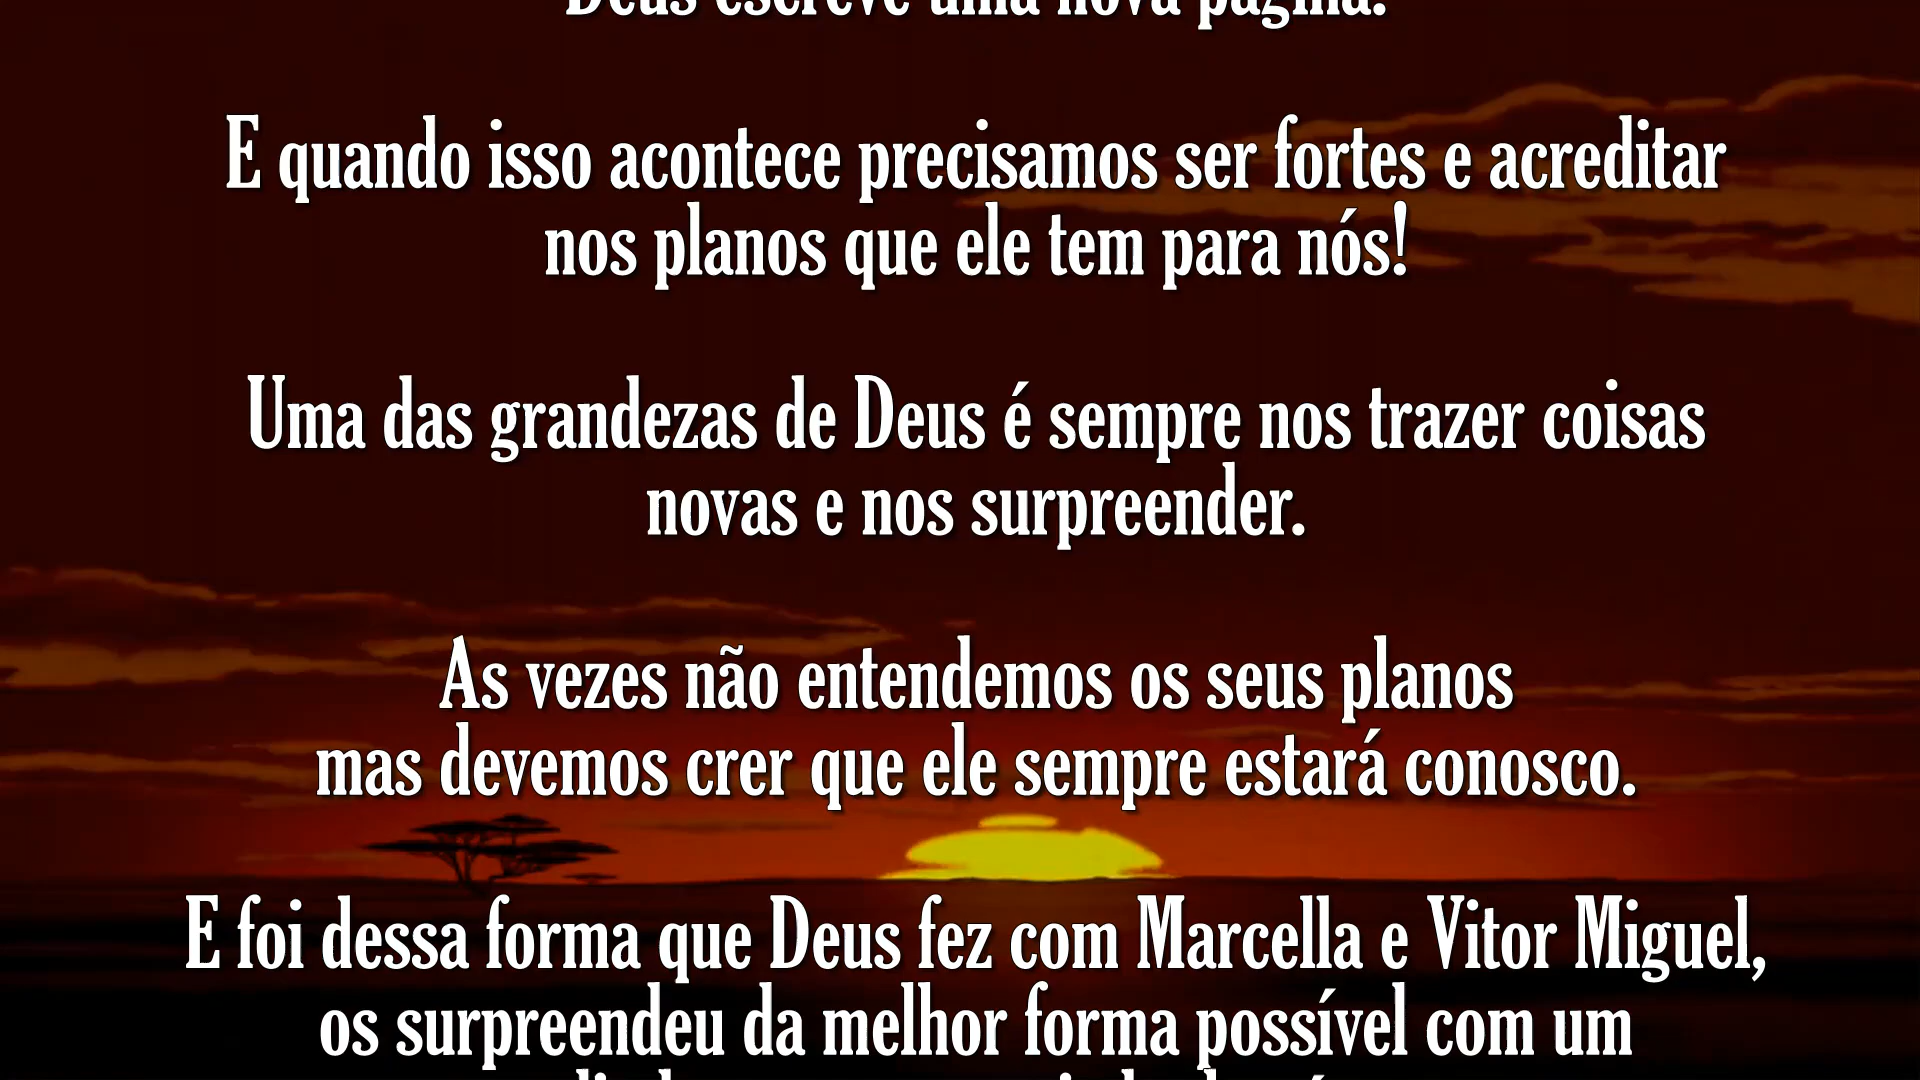 Deus escreve uma nova página.
E quando isso acontece precisamos ser fortes e acreditar
nos planos que ele tem para nós!
Uma das grandezas de Deus é sempre nos trazer coisas
novas e nos surpreender.
As vezes não entendemos os seus planos
mas devemos crer que ele sempre estará conosco.
E foi dessa forma que Deus fez com Marcella e Vitor Miguel,
os surpreendeu da melhor forma possível com um